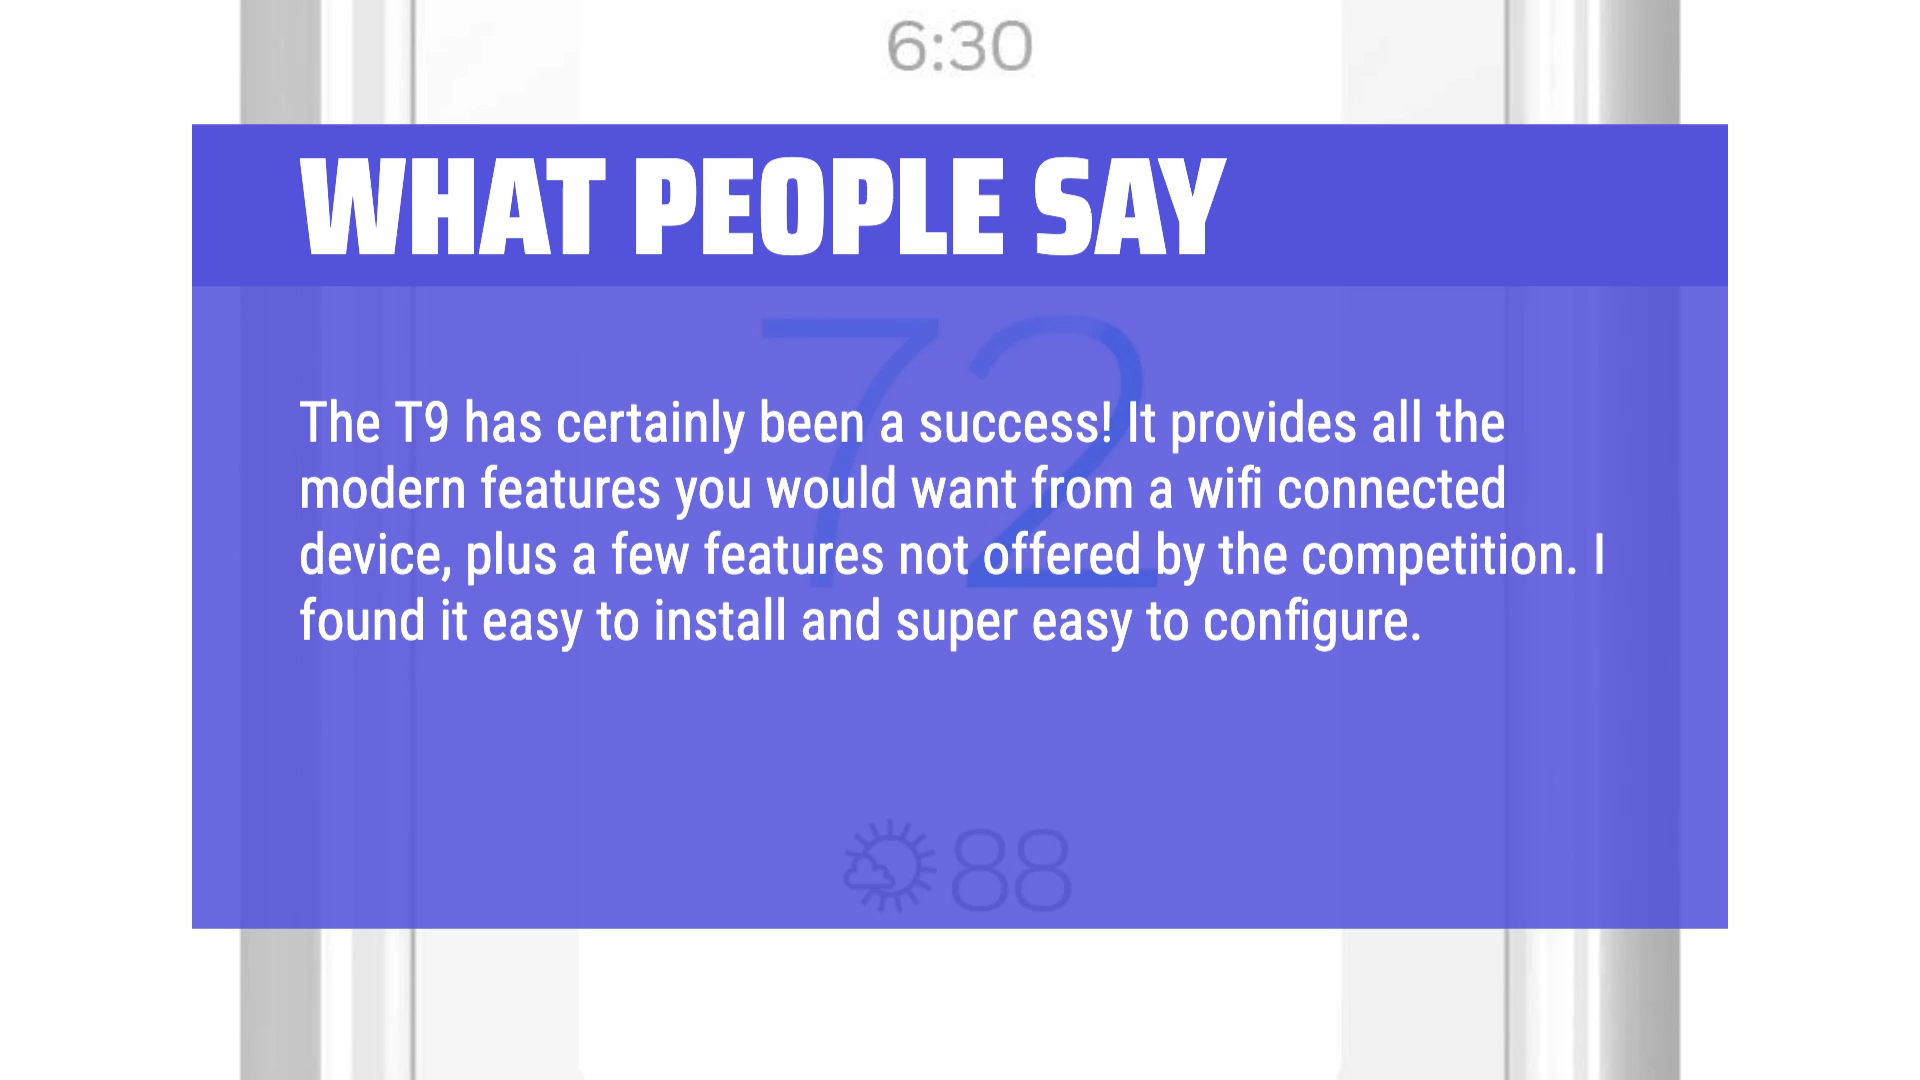 6:30
WHAT PEOPLE SAY
72
The T9 has certainly been a success! It provides all the
modern features you would want from a wifi connected
device, plus a few features not offered by the competition. I
found it easy to install and super easy to configure.
88